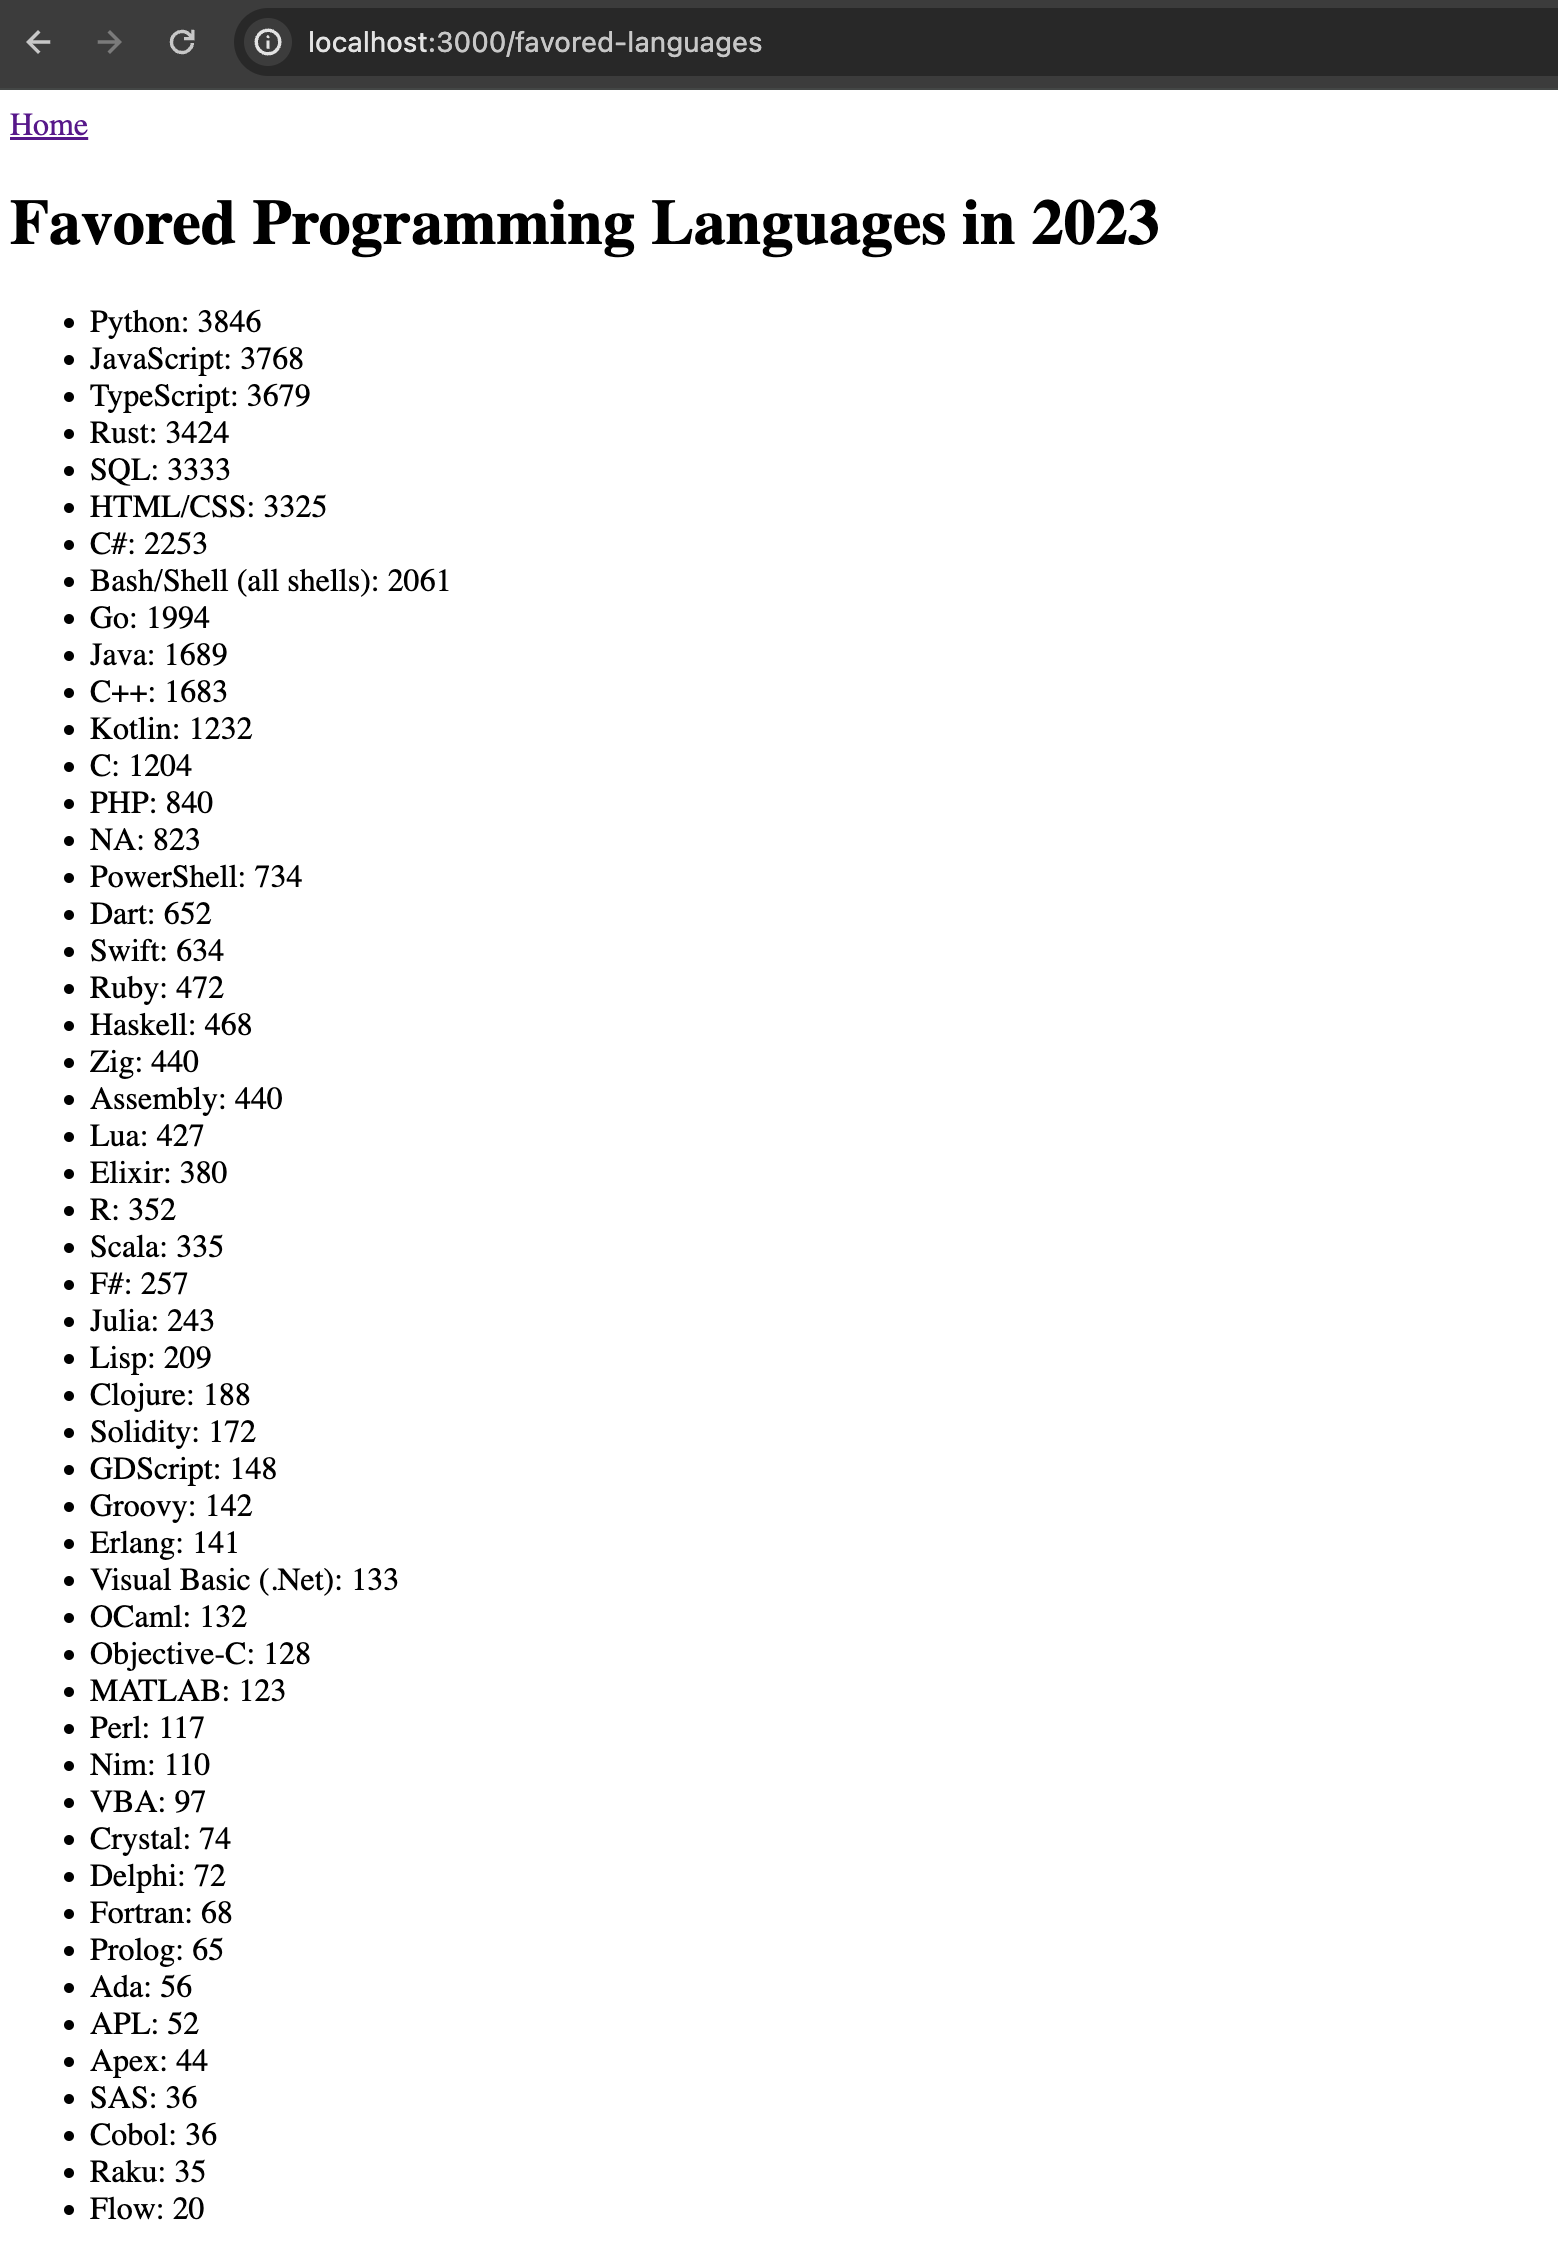 localhost:3000/favored-languages
Home
Favored Programming Languages in 2023
Python: 3846
JavaScript: 3768
TypeScript: 3679
Rust: 3424
SQL: 3333
HTML/CSS: 3325
C#: 2253
Bash/Shell (all shells): 2061
Go: 1994
Java: 1689
C++: 1683
Kotlin: 1232
C: 1204
PHP: 840
NA: 823
PowerShell: 734
Dart: 652
Swift: 634
Ruby: 472
Haskell: 468
Zig: 440
Assembly: 440
Lua: 427
Elixir: 380
R: 352
Scala: 335
F#: 257
Julia: 243
Lisp: 209
Clojure: 188
Solidity: 172
GDScript: 148
Groovy: 142
Erlang: 141
Visual Basic (.Net): 133
OCaml: 132
Objective-C: 128
MATLAB: 123
Perl: 117
Nim: 110
VBA: 97
Crystal: 74
Delphi: 72
Fortran: 68
Prolog: 65
Ada: 56
APL: 52
Apex: 44
SAS: 36
Cobol: 36
Raku: 35
Flow: 20